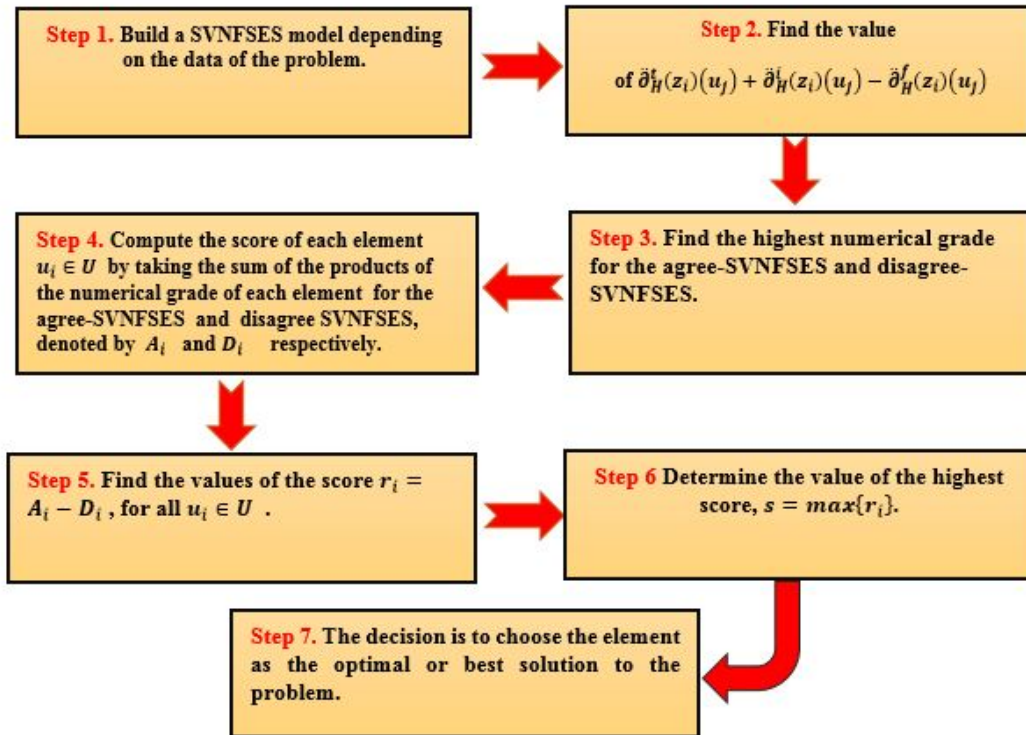 Step 1. Build a SVNFSES model depending
on the data of the problem.
Step 2. Find the value
of ∂̈ᵗ_H(z_i)(u_j) + ∂̈ⁱ_H(z_i)(u_j) − ∂̈ᶠ_H(z_i)(u_j)
Step 3. Find the highest numerical grade
for the agree-SVNFSES and disagree-
SVNFSES.
Step 4. Compute the score of each element
u_i ∈ U by taking the sum of the products of
the numerical grade of each element for the
agree-SVNFSES and disagree SVNFSES,
denoted by A_i and D_i respectively.
Step 5. Find the values of the score r_i =
A_i − D_i , for all u_i ∈ U .
Step 6 Determine the value of the highest
score, s = max{r_i}.
Step 7. The decision is to choose the element
as the optimal or best solution to the
problem.